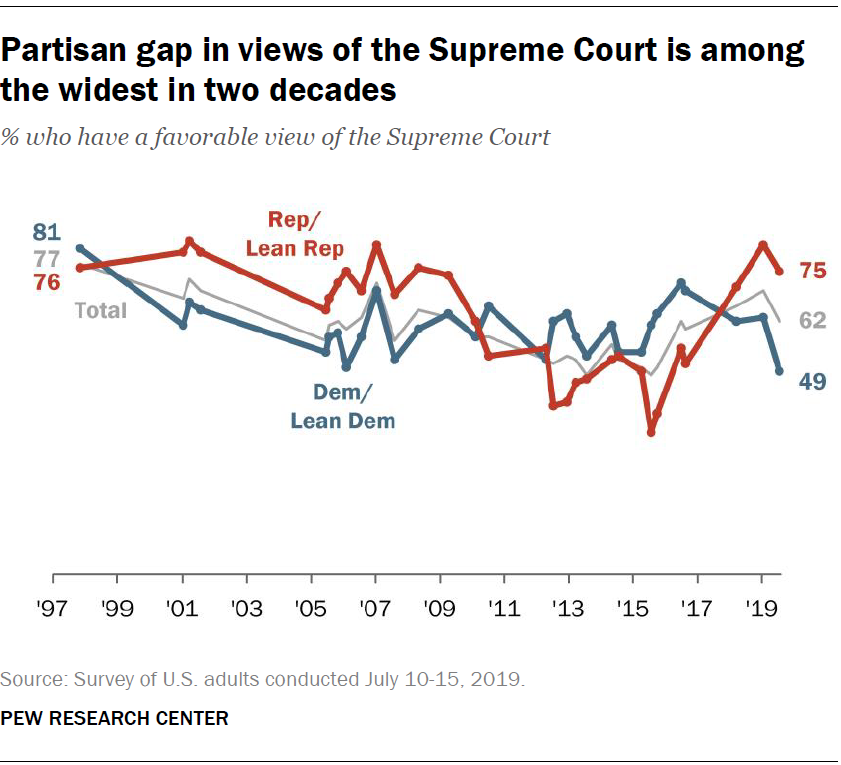 Partisan gap in views of the Supreme Court is among
the widest in two decades
% who have a favorable view of the Supreme Court
81
77
76
Total
Rep/
Lean Rep
Dem/
Lean Dem
75
62
49
'97 '99 '01 '03 '05 '07 '09 '11 '13 '15 '17 '19
Source: Survey of U.S. adults conducted July 10-15, 2019.
PEW RESEARCH CENTER